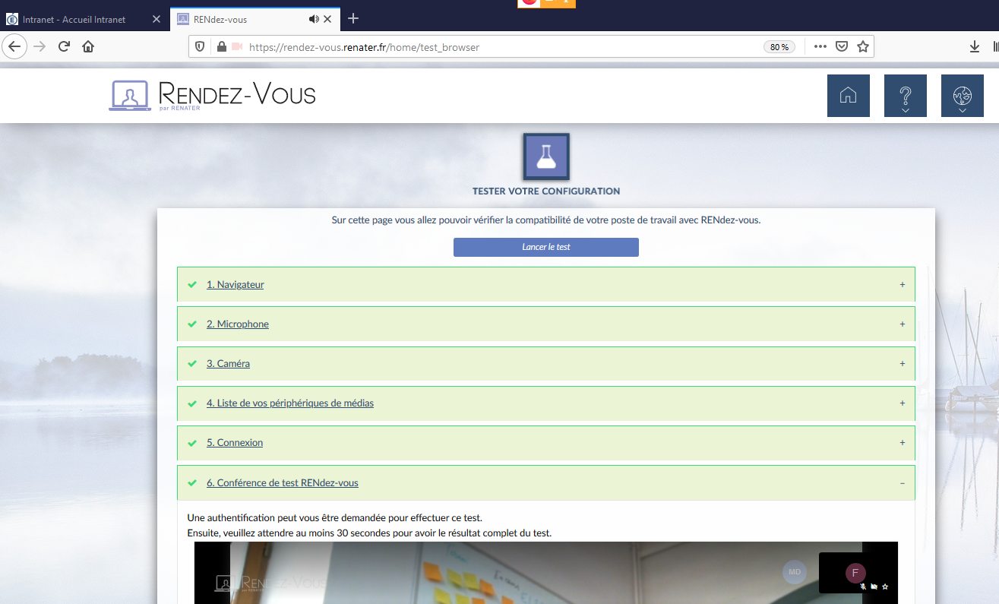 Intranet - Accueil Intranet
RENdez-vous
https://rendez-vous.renater.fr/home/test_browser
80 %
RENDEZ-VOUS
par RENATER
TESTER VOTRE CONFIGURATION
Sur cette page vous allez pouvoir vérifier la compatibilité de votre poste de travail avec RENdez-vous.
Lancer le test
1. Navigateur +
2. Microphone +
3. Caméra +
4. Liste de vos périphériques de médias +
5. Connexion +
6. Conférence de test RENdez-vous −
Une authentification peut vous être demandée pour effectuer ce test.
Ensuite, veuillez attendre au moins 30 secondes pour avoir le résultat complet du test.
MD
F
RENDEZ-VOUS
par RENATER